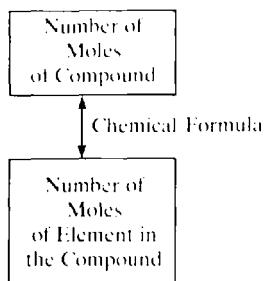 Number of
Moles
of Compound
Chemical Formula
Number of
Moles
of Element in
the Compound